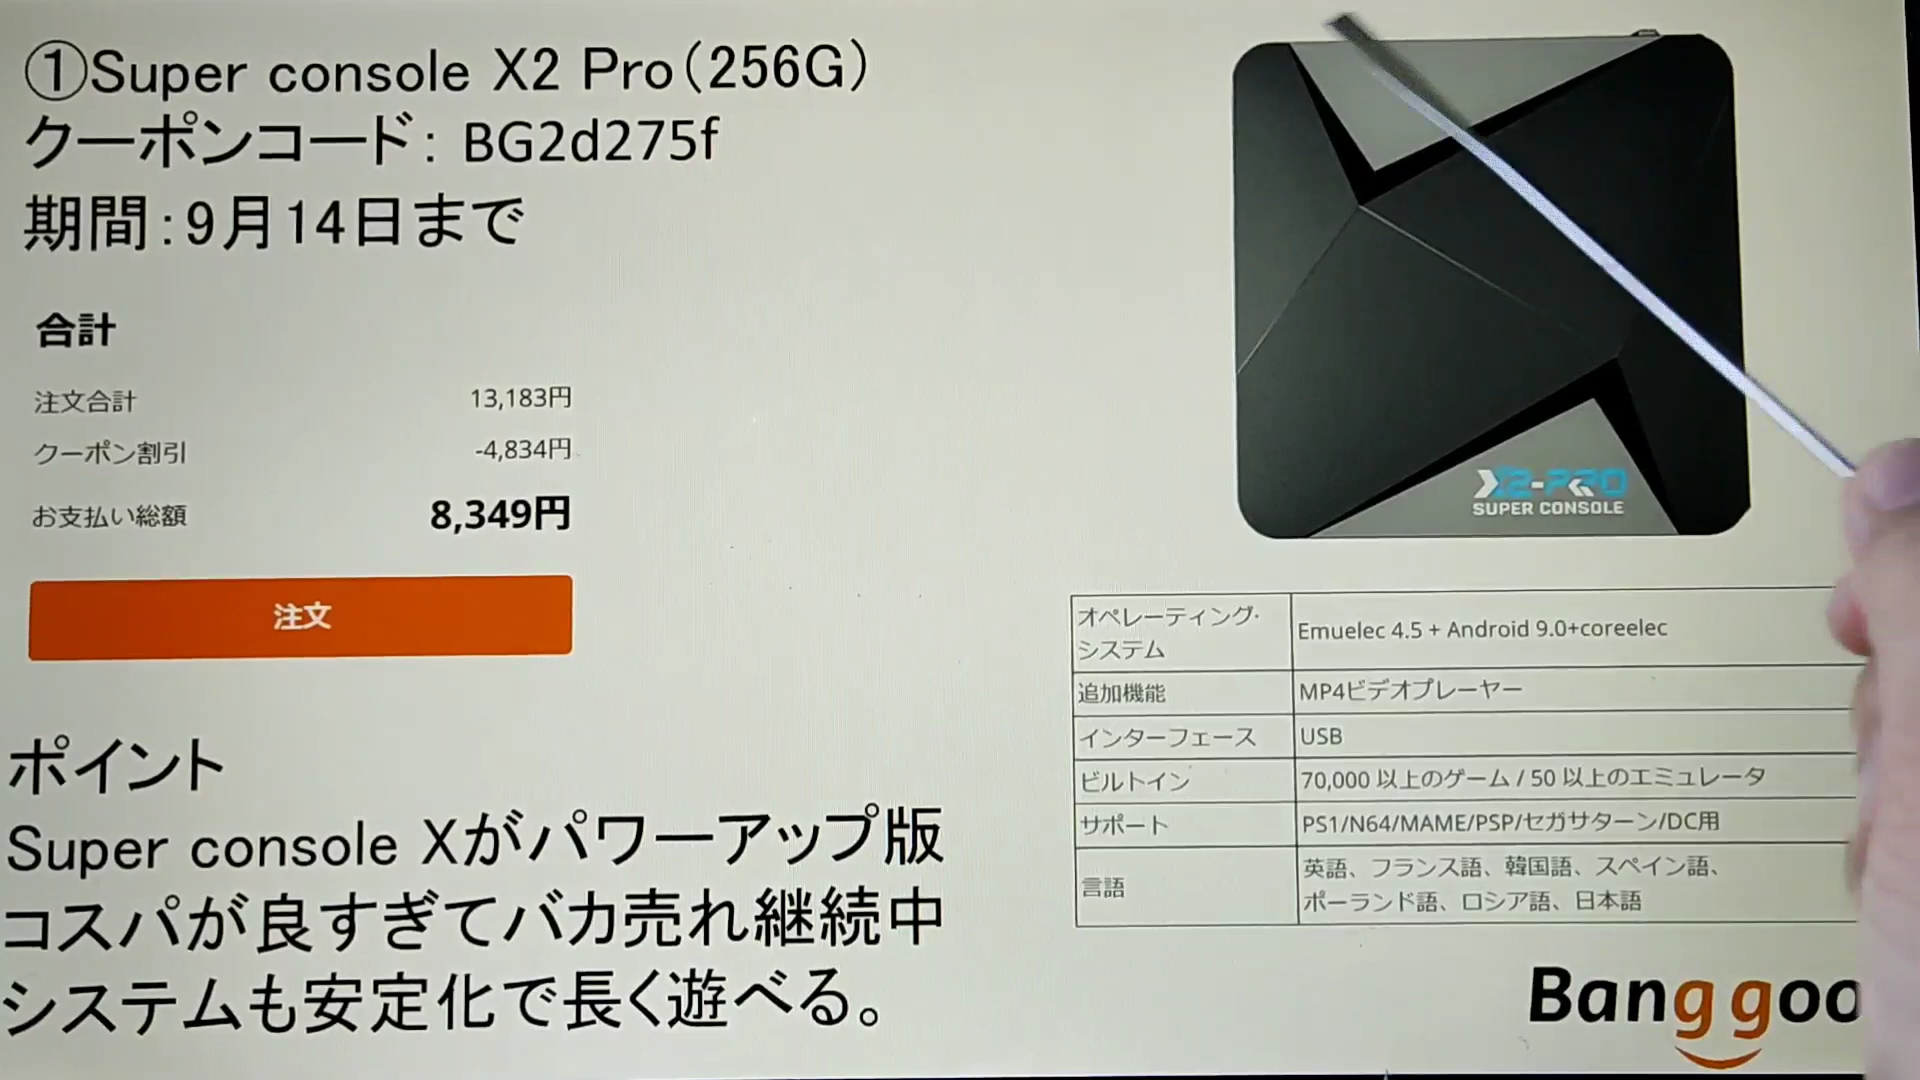 ①Super console X2 Pro(256G)
クーポンコード: BG2d275f
期間:9月14日まで
合計
注文合計 13,183円
クーポン割引 -4,834円
お支払い総額 8,349円
注文
ポイント
Super console Xがパワーアップ版
コスパが良すぎてバカ売れ継続中
システムも安定化で長く遊べる。
X2-PRO
SUPER CONSOLE
オペレーティング·
システム
Emuelec 4.5 + Android 9.0+coreelec
追加機能 MP4ビデオプレーヤー
インターフェース USB
ビルトイン 70,000 以上のゲーム / 50 以上のエミュレータ
サポート PS1/N64/MAME/PSP/セガサターン/DC用
言語
英語、フランス語、韓国語、スペイン語、
ポーランド語、ロシア語、日本語
Banggoo